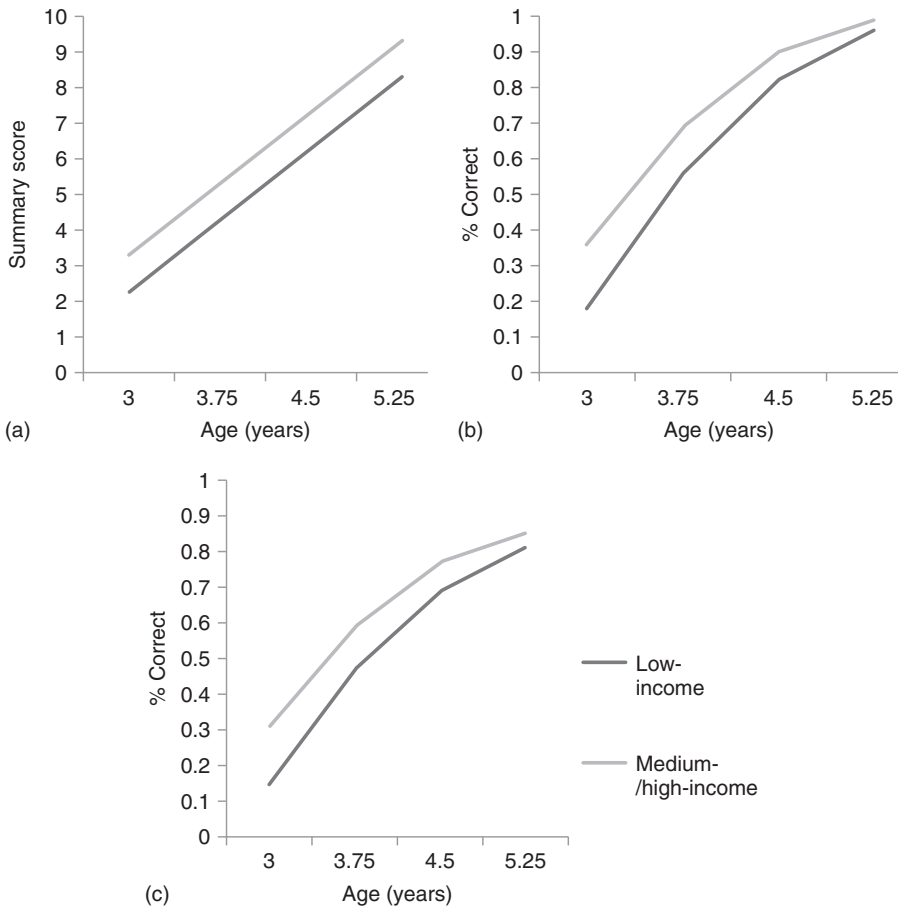 10
9
8
7
6
5
4
3
2
1
0
Summary score
3 3.75 4.5 5.25
(a) Age (years)
1
0.9
0.8
0.7
0.6
0.5
0.4
0.3
0.2
0.1
0
% Correct
3 3.75 4.5 5.25
(b) Age (years)
1
0.9
0.8
0.7
0.6
0.5
0.4
0.3
0.2
0.1
0
% Correct
3 3.75 4.5 5.25
(c) Age (years)
Low-
income
Medium-
/high-income